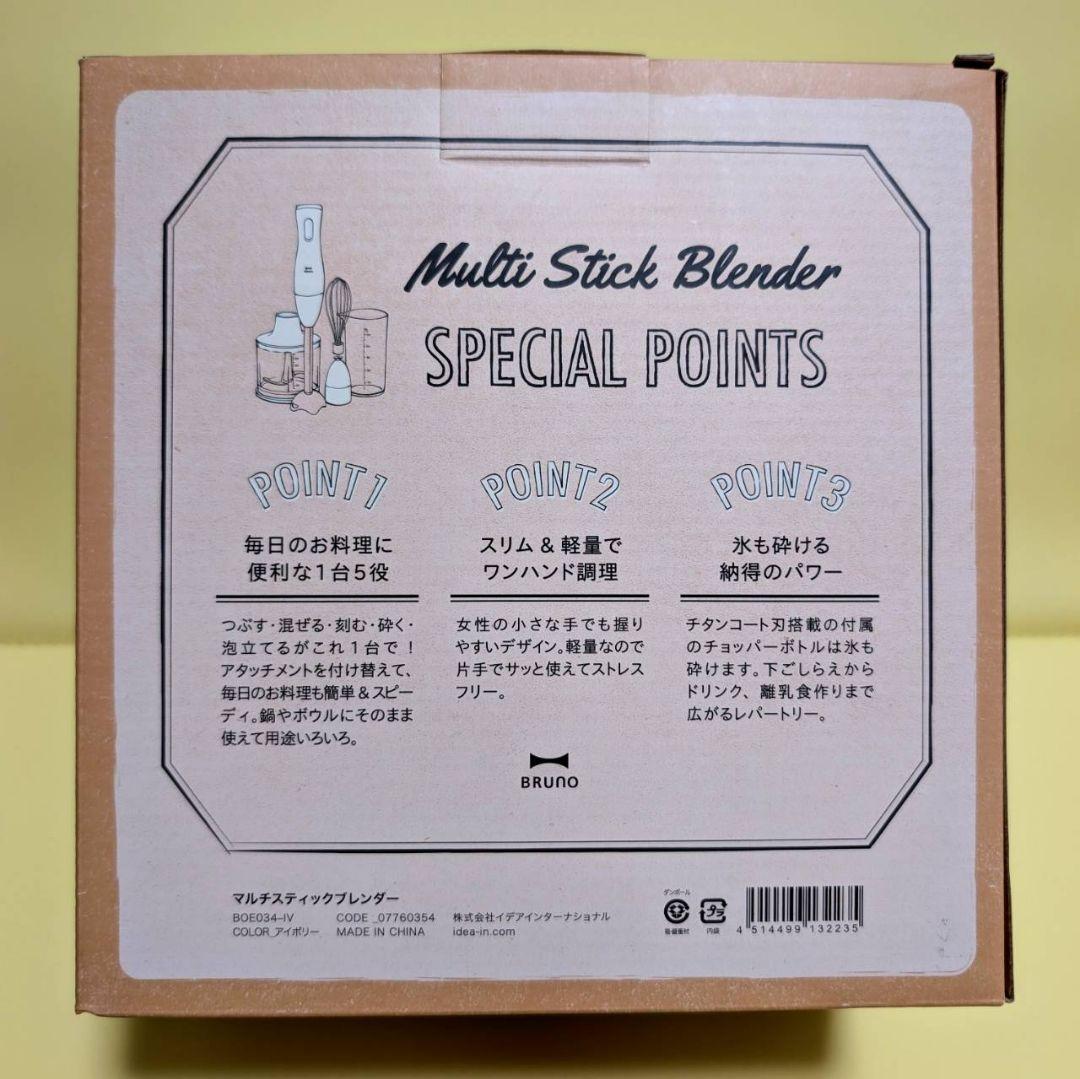 Multi Stick Blender
SPECIAL POINTS
POINT1
毎日のお料理に
便利な1台5役
つぶす・混ぜる・刻む・砕く・
泡立てるがこれ1台で！
アタッチメントを付け替えて、
毎日のお料理も簡単＆スピー
ディ。鍋やボウルにそのまま
使えて用途いろいろ。
POINT2
スリム & 軽量で
ワンハンド調理
女性の小さな手でも握り
やすいデザイン。軽量なので
片手でサッと使えてストレス
フリー。
POINT3
氷も砕ける
納得のパワー
チタンコート刃搭載の付属
のチョッパーボトルは氷も
砕けます。下ごしらえから
ドリンク、離乳食作りまで
広がるレパートリー。
BRUNO
マルチスティックブレンダー
BOE034-IV CODE_07760354 株式会社イデアインターナショナル
COLOR_アイボリー MADE IN CHINA idea-in.com
ダンボール
プラ
内袋
4 514499 132235